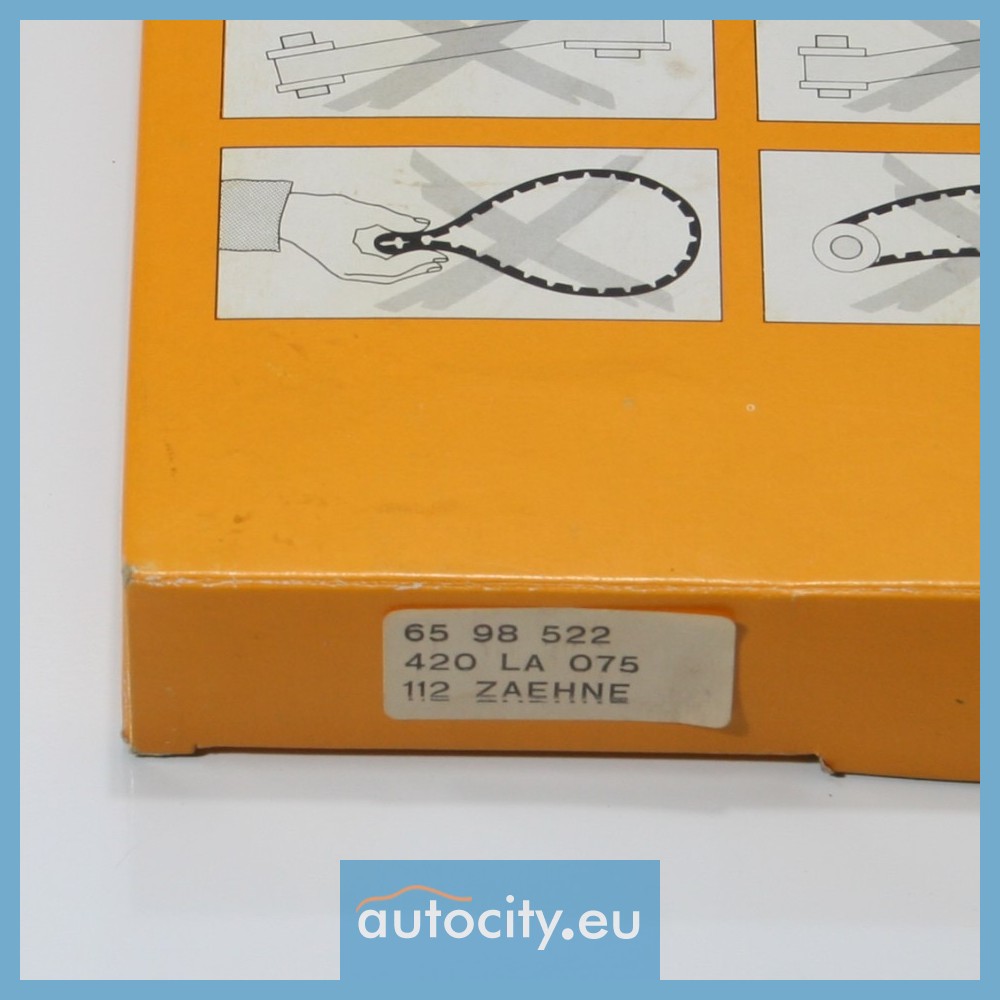 65 98 522
420 LA 075
112 ZAEHNE
autocity.eu